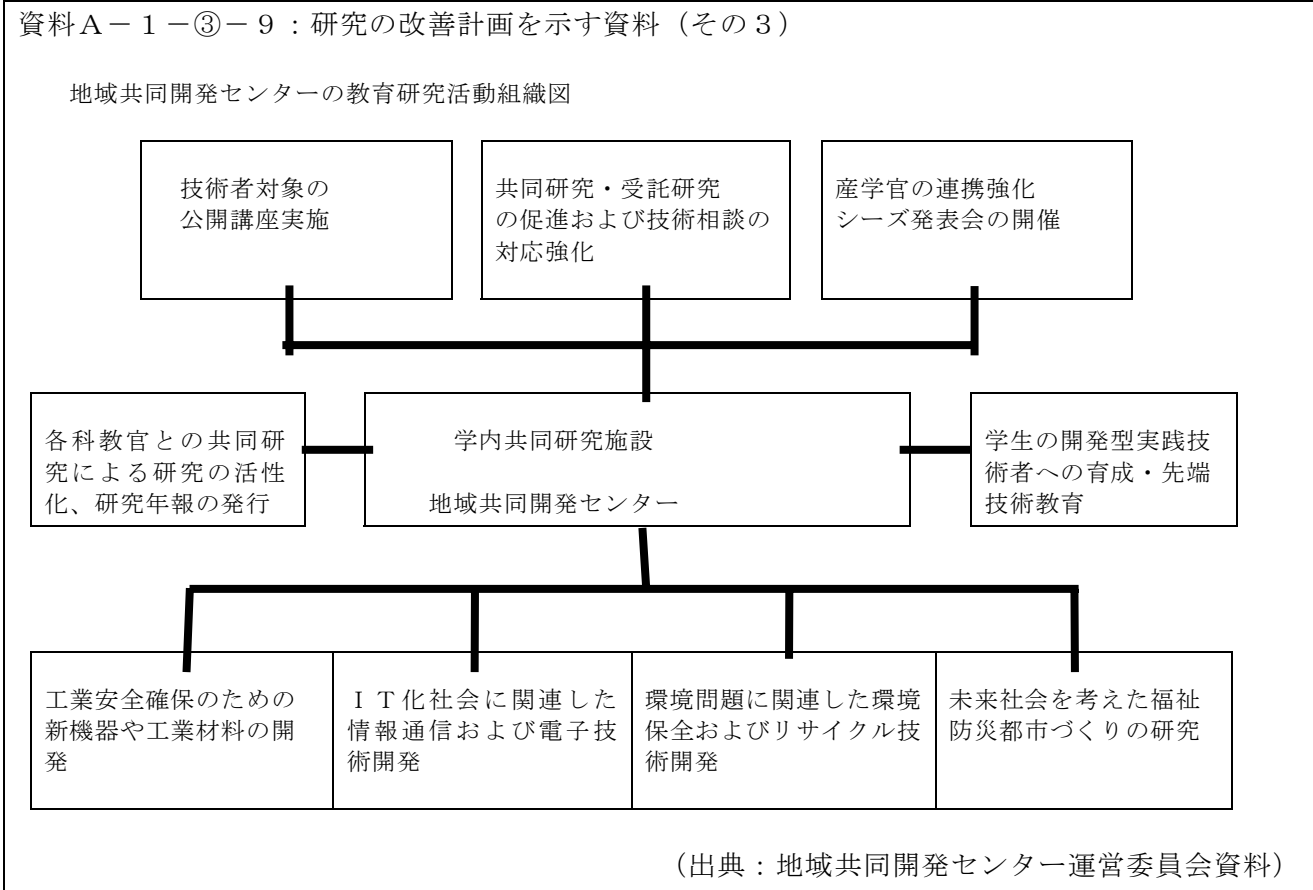 資料Ａ－１－③－９：研究の改善計画を示す資料（その３）
地域共同開発センターの教育研究活動組織図
技術者対象の
公開講座実施
共同研究・受託研究
の促進および技術相談の
対応強化
産学官の連携強化
シーズ発表会の開催
各科教官との共同研
究による研究の活性
化、研究年報の発行
学内共同研究施設
地域共同開発センター
学生の開発型実践技
術者への育成・先端
技術教育
工業安全確保のための
新機器や工業材料の開
発
ＩＴ化社会に関連した
情報通信および電子技
術開発
環境問題に関連した環境
保全およびリサイクル技
術開発
未来社会を考えた福祉
防災都市づくりの研究
（出典：地域共同開発センター運営委員会資料）